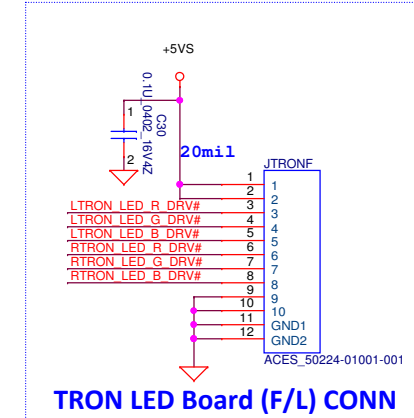 +5VS
0.1U_0402_16V4Z
C30
1
2
20mil
JTRONF
1 1
2 2
LTRON_LED_R_DRV# 3 3
LTRON_LED_G_DRV# 4 4
LTRON_LED_B_DRV# 5 5
RTRON_LED_R_DRV# 6 6
RTRON_LED_G_DRV# 7 7
RTRON_LED_B_DRV# 8 8
9 9
10 10
11 GND1
12 GND2
ACES_50224-01001-001
TRON LED Board (F/L) CONN